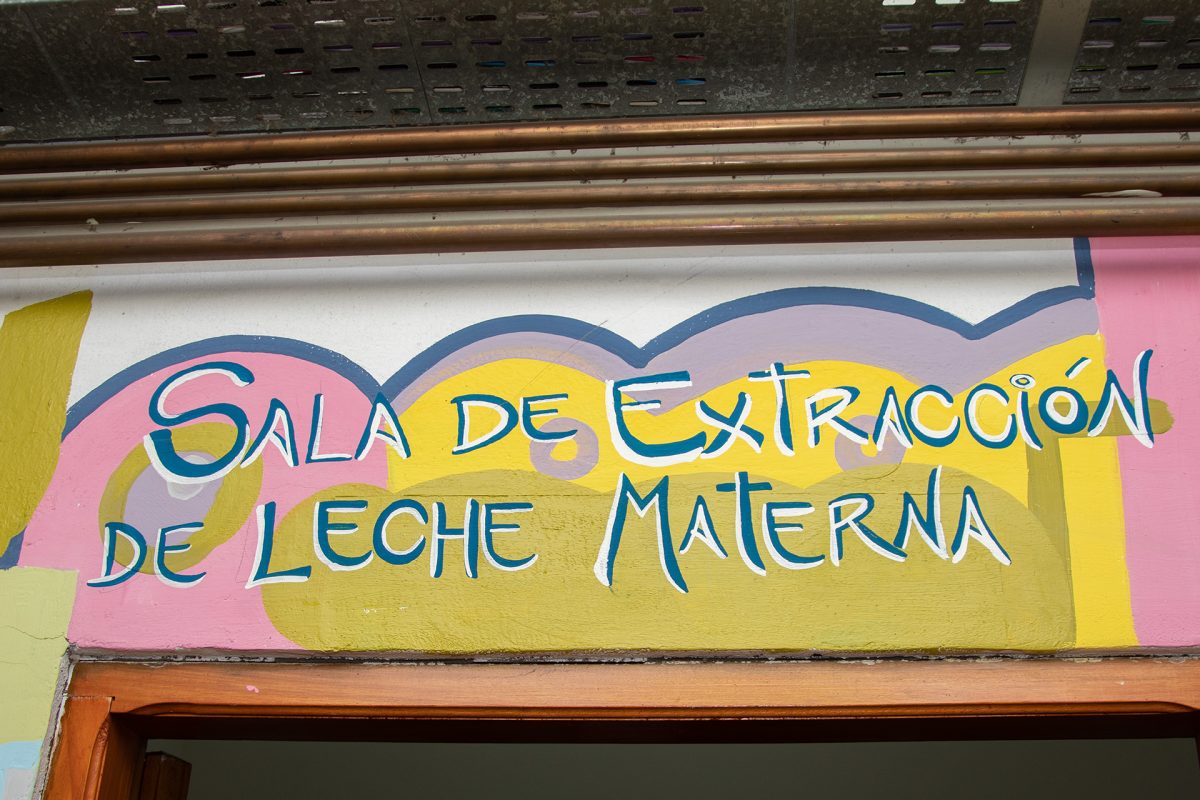 Sala de Extracción
de Leche Materna